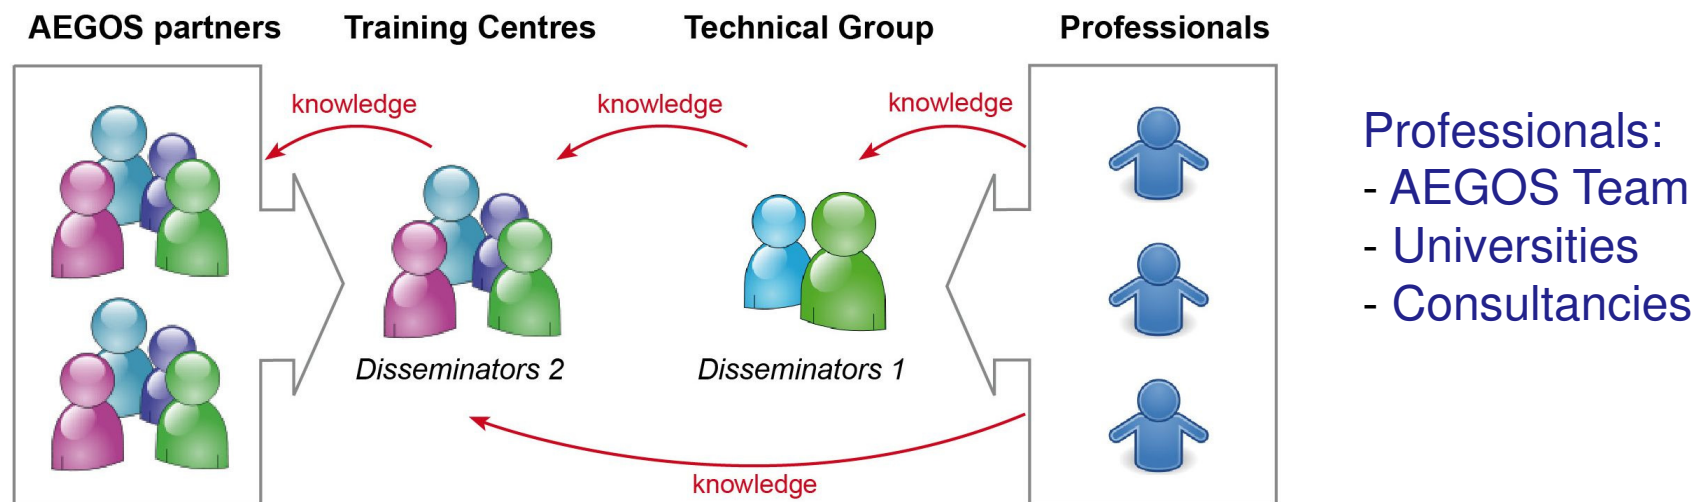 AEGOS partners
Training Centres
Technical Group
Professionals
knowledge
knowledge
knowledge
Disseminators 2
Disseminators 1
knowledge
Professionals:
- AEGOS Team
- Universities
- Consultancies